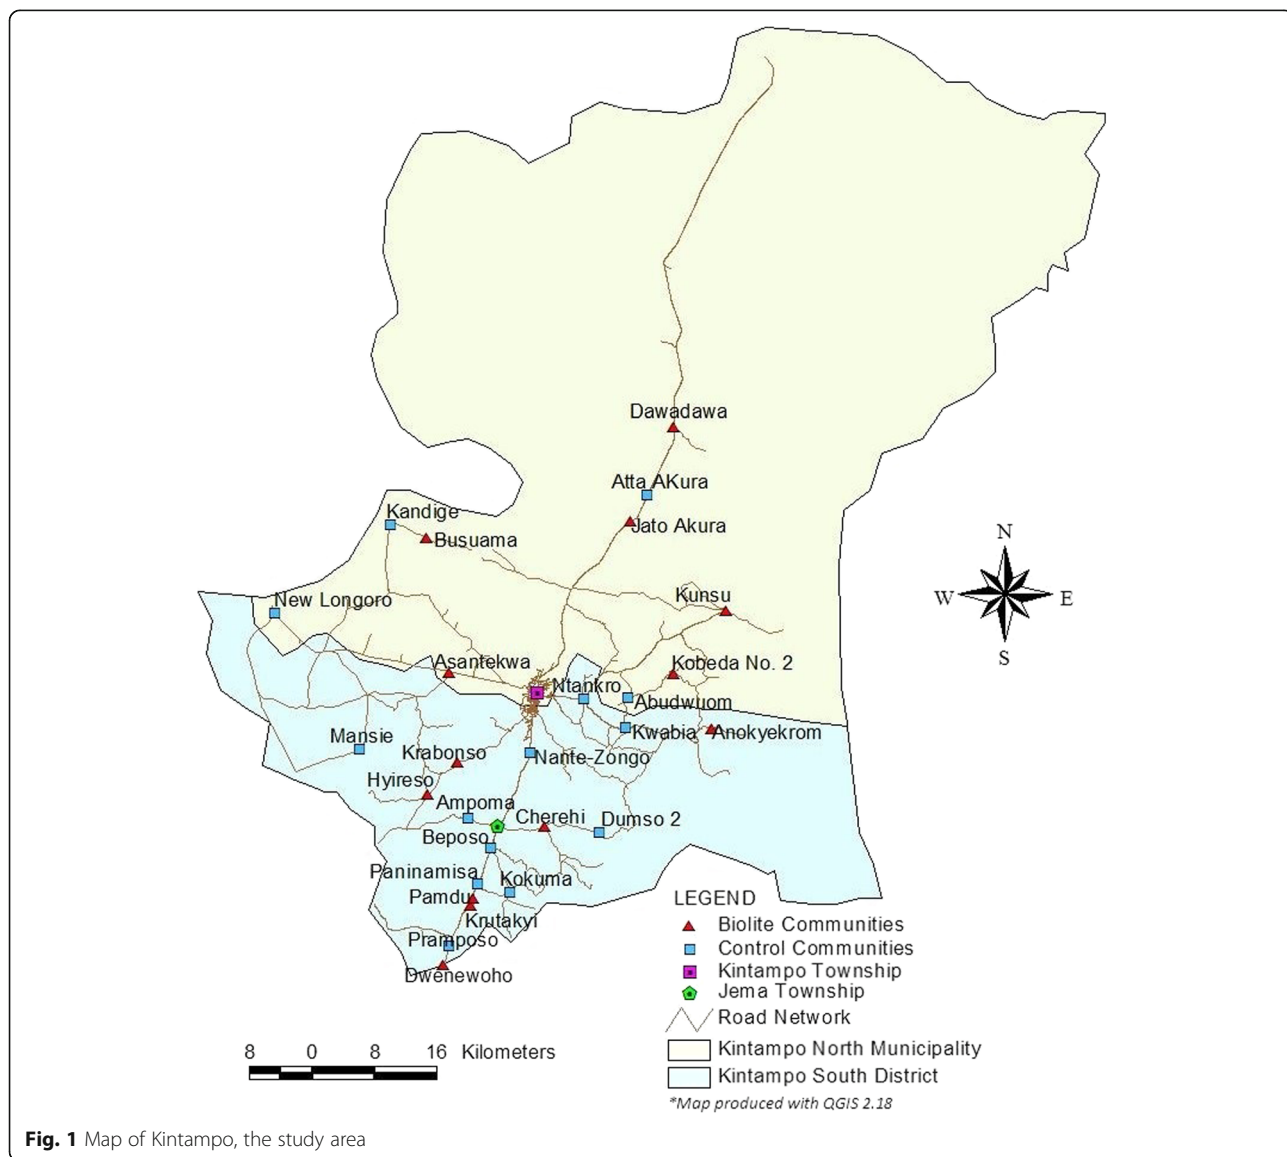 Dawadawa
Atta AKura
Kandige
Jato Akura
Busuama
N
Kunsu
New Longoro
W E
S
Asantekwa
Kobeda No. 2
Ntankro
Abudwuom
Mansie
Kwabia
Anokyekrom
Krabonso
Nante-Zongo
Hyireso
Ampoma
Cherehi
Dumso 2
Beposo
Paninamisa
Kokuma
Pamdu
Krutakyi
Pramposo
Dwenewoho
LEGEND
Biolite Communities
Control Communities
Kintampo Township
Jema Township
Road Network
Kintampo North Municipality
Kintampo South District
*Map produced with QGIS 2.18
8 0 8 16 Kilometers
Fig. 1 Map of Kintampo, the study area